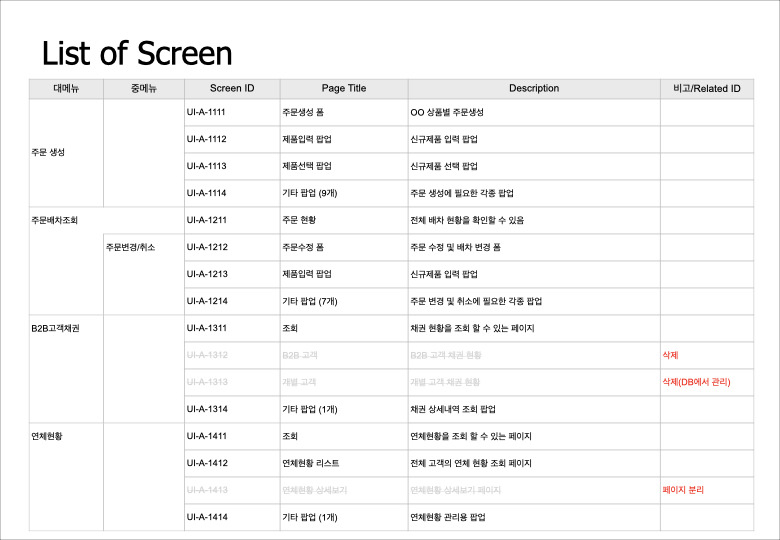 List of Screen
대메뉴 중메뉴 Screen ID Page Title Description 비고/Related ID
주문 생성 UI-A-1111 주문생성 폼 OO 상품별 주문생성
UI-A-1112 제품입력 팝업 신규제품 입력 팝업
UI-A-1113 제품선택 팝업 신규제품 선택 팝업
UI-A-1114 기타 팝업 (9개) 주문 생성에 필요한 각종 팝업
주문배차조회 UI-A-1211 주문 현황 전체 배차 현황을 확인할 수 있음
주문변경/취소 UI-A-1212 주문수정 폼 주문 수정 및 배차 변경 폼
UI-A-1213 제품입력 팝업 신규제품 입력 팝업
UI-A-1214 기타 팝업 (7개) 주문 변경 및 취소에 필요한 각종 팝업
B2B고객채권 UI-A-1311 조회 채권 현황을 조회 할 수 있는 페이지
UI-A-1312 B2B 고객 B2B 고객 채권 현황 삭제
UI-A-1313 개별 고객 개별 고객 채권 현황 삭제(DB에서 관리)
UI-A-1314 기타 팝업 (1개) 채권 상세내역 조회 팝업
연체현황 UI-A-1411 조회 연체현황을 조회 할 수 있는 페이지
UI-A-1412 연체현황 리스트 전체 고객의 연체 현황 조회 페이지
UI-A-1413 연체현황 상세보기 연체현황 상세보기 페이지 페이지 분리
UI-A-1414 기타 팝업 (1개) 연체현황 관리용 팝업